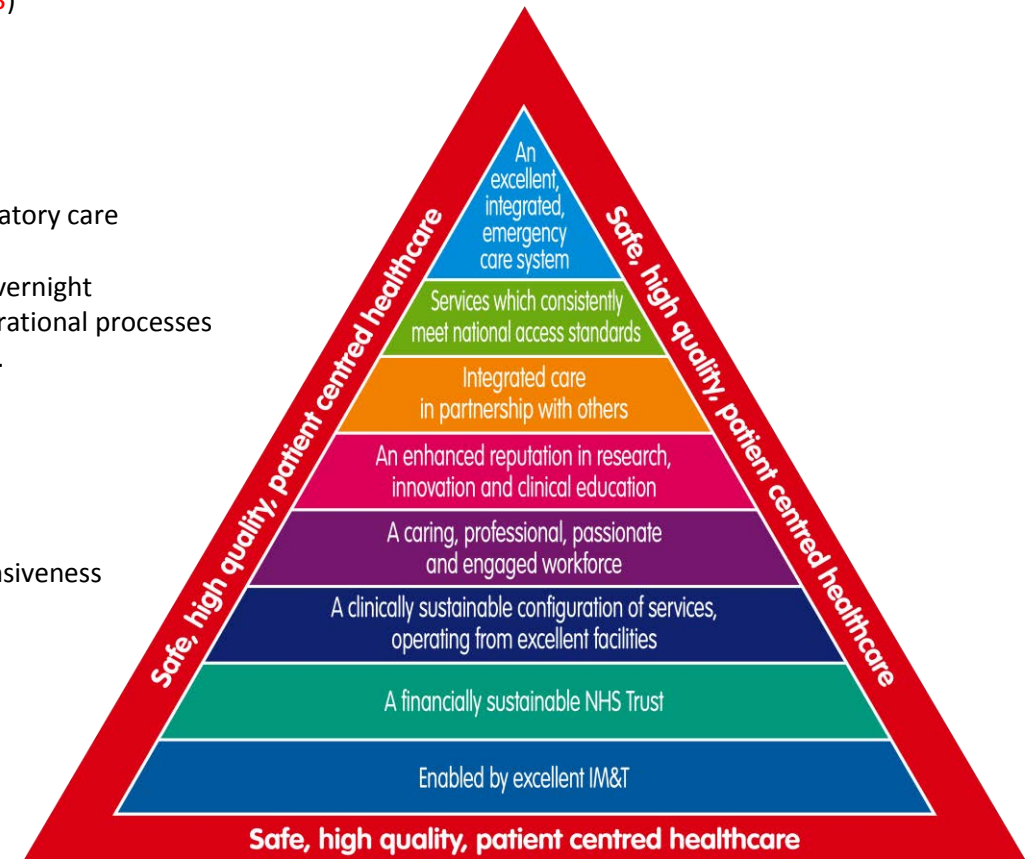 )
atory care
vernight
rational processes
.
nsiveness
An
excellent,
integrated,
emergency
care system
Services which consistently
meet national access standards
Integrated care
in partnership with others
An enhanced reputation in research,
innovation and clinical education
A caring, professional, passionate
and engaged workforce
A clinically sustainable configuration of services,
operating from excellent facilities
A financially sustainable NHS Trust
Enabled by excellent IM&T
Safe, high quality, patient centred healthcare
Safe, high quality, patient centred healthcare
Safe, high quality, patient centred healthcare